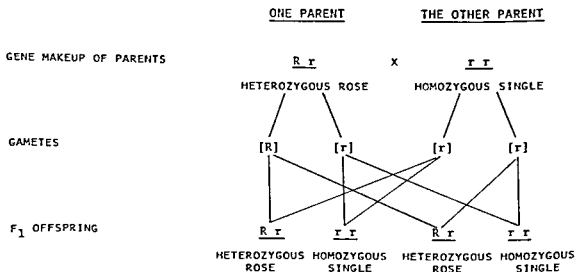 ONE PARENT THE OTHER PARENT
GENE MAKEUP OF PARENTS R r x r r
HETEROZYGOUS ROSE HOMOZYGOUS SINGLE
GAMETES [R] [r] [r] [r]
F1 OFFSPRING R r r r R r r r
HETEROZYGOUS HOMOZYGOUS HETEROZYGOUS HOMOZYGOUS
ROSE SINGLE ROSE SINGLE